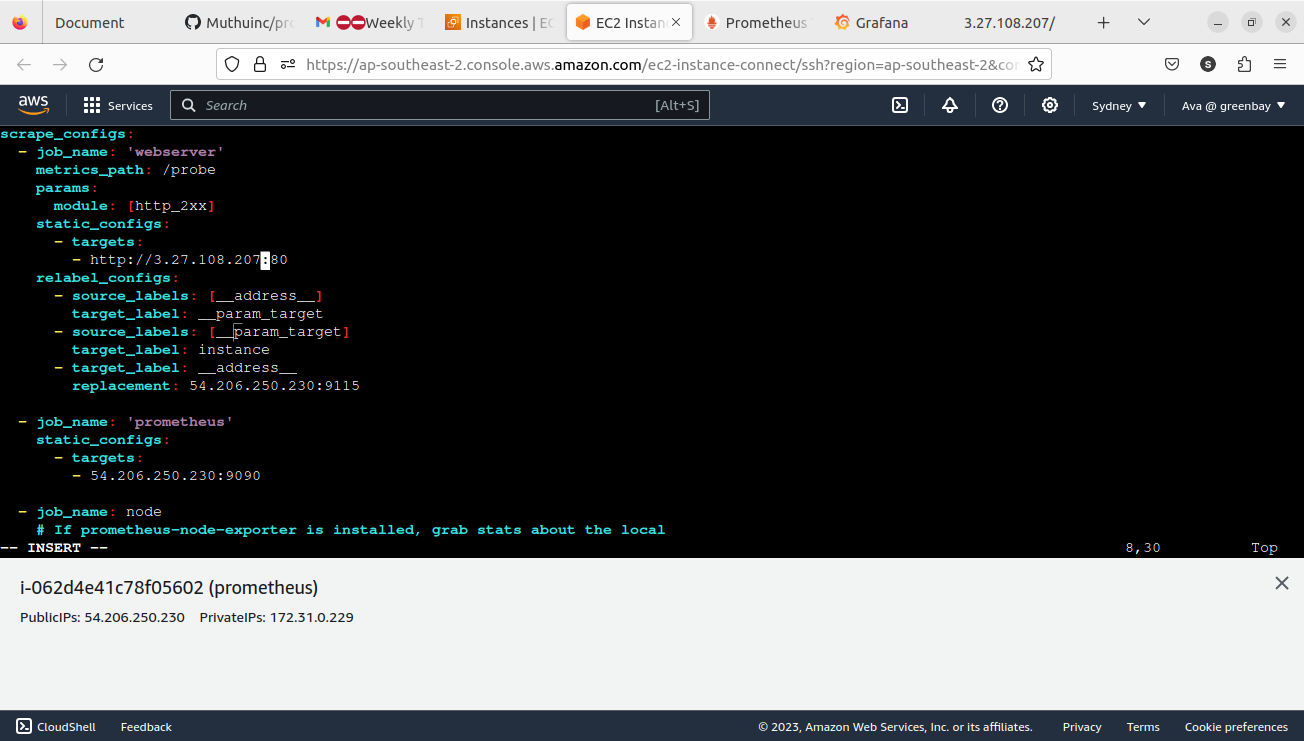 Document
Muthuinc/pro
Weekly T
Instances | EC
EC2 Instan
Prometheus
Grafana
3.27.108.207/
https://ap-southeast-2.console.aws.amazon.com/ec2-instance-connect/ssh?region=ap-southeast-2&co
S
aws
Services
Search
[Alt+S]
Sydney
Ava @ greenbay
scrape_configs:
- job_name: 'webserver'
metrics_path: /probe
params:
module: [http_2xx]
static_configs:
- targets:
- http://3.27.108.207:80
relabel_configs:
- source_labels: [__address__]
target_label: __param_target
- source_labels: [__param_target]
target_label: instance
- target_label: __address__
replacement: 54.206.250.230:9115
- job_name: 'prometheus'
static_configs:
- targets:
- 54.206.250.230:9090
- job_name: node
# If prometheus-node-exporter is installed, grab stats about the local
-- INSERT --
8,30
Top
i-062d4e41c78f05602 (prometheus)
PublicIPs: 54.206.250.230 PrivateIPs: 172.31.0.229
CloudShell
Feedback
© 2023, Amazon Web Services, Inc. or its affiliates.
Privacy
Terms
Cookie preferences